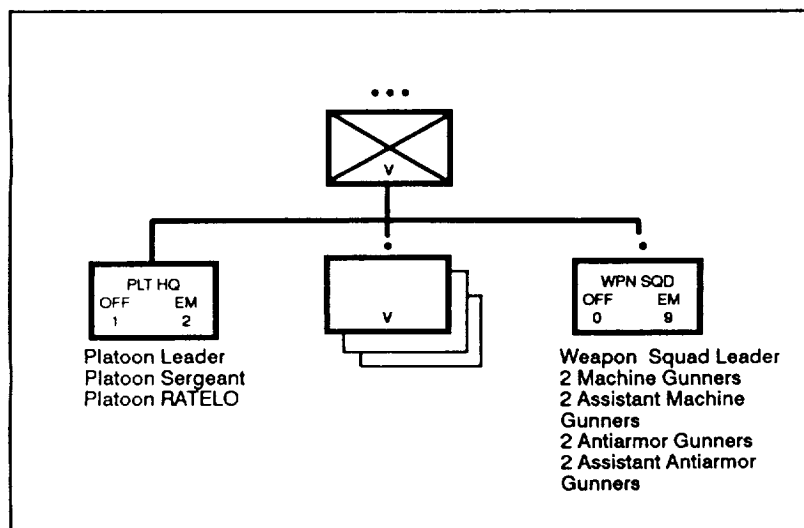 V
PLT HQ
OFF EM
1 2
Platoon Leader
Platoon Sergeant
Platoon RATELO
V
WPN SQD
OFF EM
0 9
Weapon Squad Leader
2 Machine Gunners
2 Assistant Machine
Gunners
2 Antiarmor Gunners
2 Assistant Antiarmor
Gunners